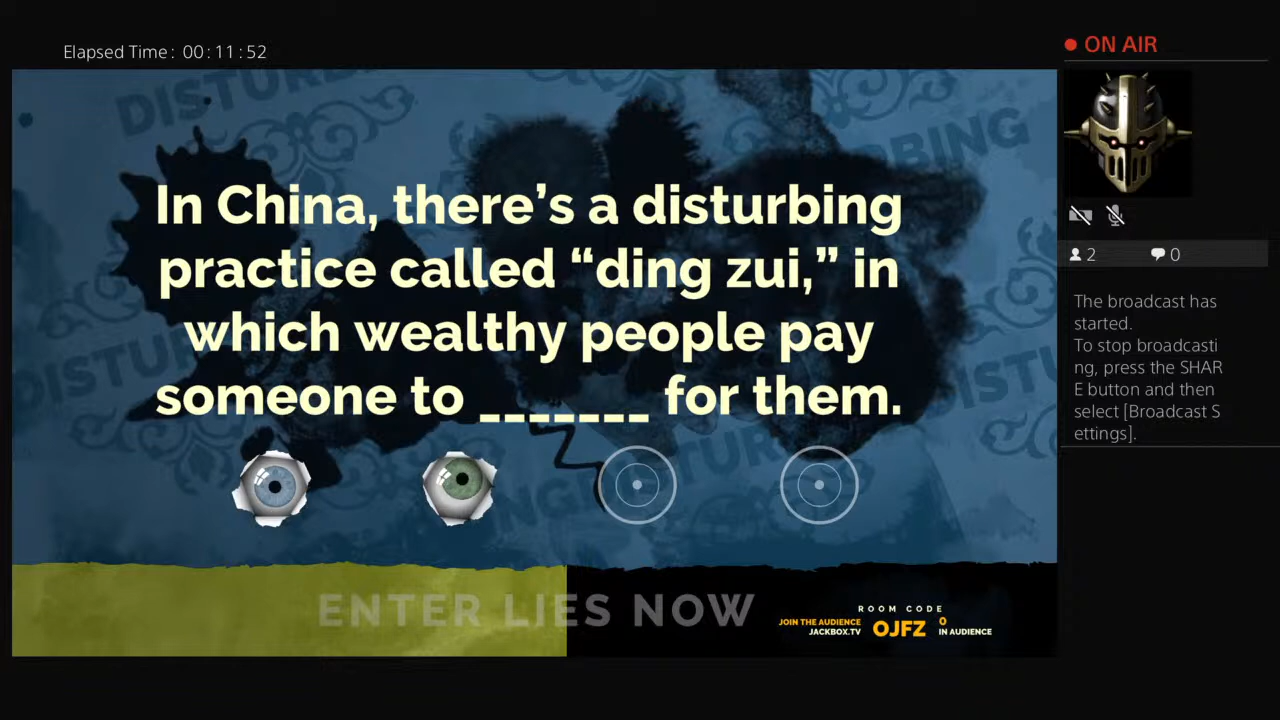 Elapsed Time: 00:11:52
ON AIR
DISTURBING
DISTURBING
In China, there's a disturbing
practice called “ding zui,” in
which wealthy people pay
someone to _______ for them.
2
0
The broadcast has
started.
To stop broadcasti
ng, press the SHAR
E button and then
select [Broadcast S
ettings].
ENTER LIES NOW
ROOM CODE
JOIN THE AUDIENCE
JACKBOX.TV
OJFZ
0
IN AUDIENCE